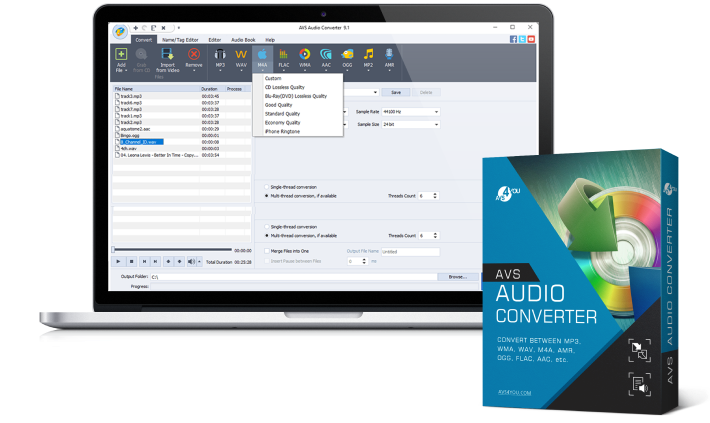 AVS Audio Converter 9.1
Convert Name/Tag Editor Editor Audio Book Help
Add File Grab from CD Import from Video Remove MP3 WAV M4A FLAC WMA AAC OGG MP2 AMR
Files
File Name Duration Process
track3.mp3 00:03:45
track6.mp3 00:03:37
track7.mp3 00:03:28
track1.mp3 00:03:37
track2.mp3 00:03:28
aquateme2.aac 00:00:29
Bingo.ogg 00:00:01
8_Channel_ID.wav 00:00:08
4ch.wav 00:00:03
04. Leona Lewis - Better In Time - Copy... 00:03:54
Custom
CD Lossless Quality
Blu-Ray(DVD) Lossless Quality
Good Quality
Standard Quality
Economy Quality
iPhone Ringtone
Save Delete
Sample Rate 44100 Hz
Sample Size 24 bit
Single-thread conversion
Multi-thread conversion, if available Threads Count 6
Single-thread conversion
Multi-thread conversion, if available Threads Count 6
00:00:00
Total Duration 00:25:28
Merge Files into One Output File Name Untitled
Insert Pause between Files 0 ms
Output Folder: C:\ Browse...
Progress:
AVS
4YOU
AVS
AUDIO
CONVERTER
CONVERT BETWEEN MP3,
WMA, WAV, M4A, AMR,
OGG, FLAC, AAC, etc.
AVS4YOU.COM
AVS AUDIO CONVERTER